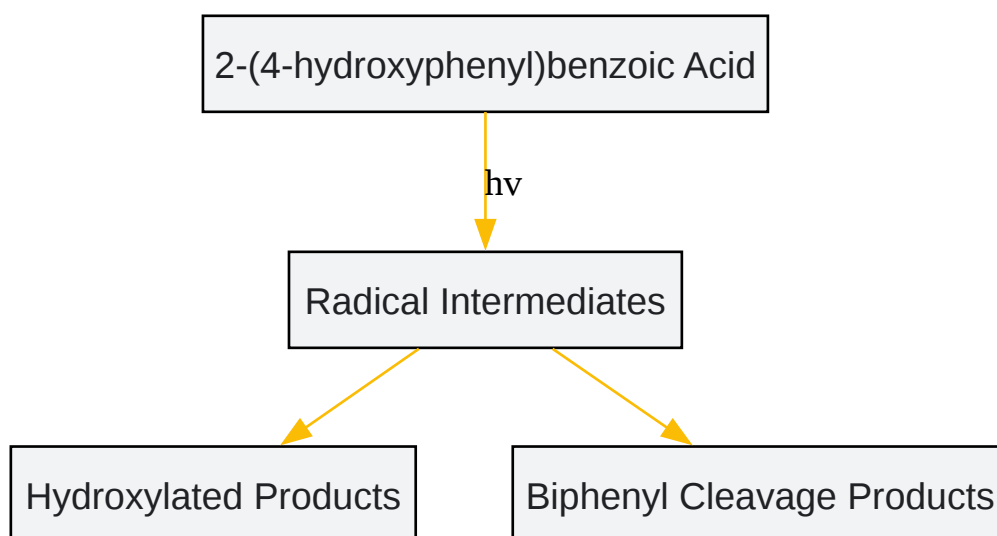 2-(4-hydroxyphenyl)benzoic Acid
hv
Radical Intermediates
Hydroxylated Products
Biphenyl Cleavage Products